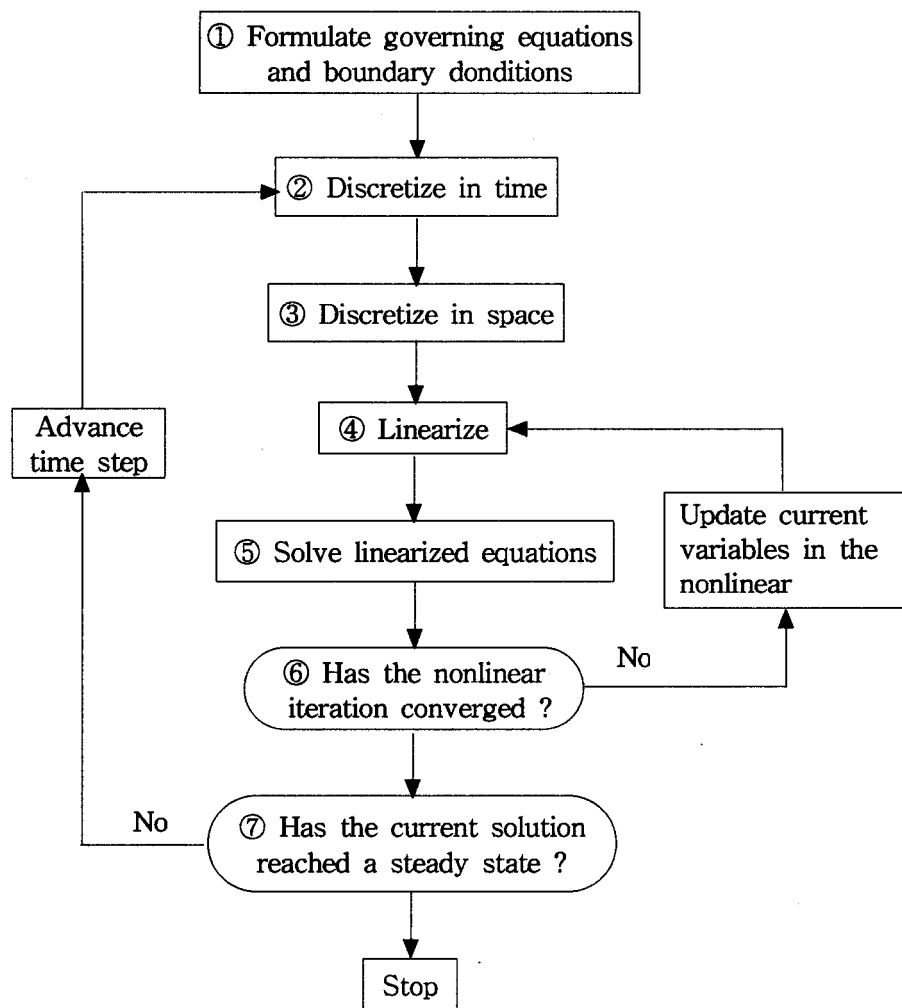 ① Formulate governing equations
and boundary donditions
② Discretize in time
③ Discretize in space
Advance
time step
④ Linearize
⑤ Solve linearized equations
Update current
variables in the
nonlinear
⑥ Has the nonlinear
iteration converged ?
No
⑦ Has the current solution
reached a steady state ?
No
Stop